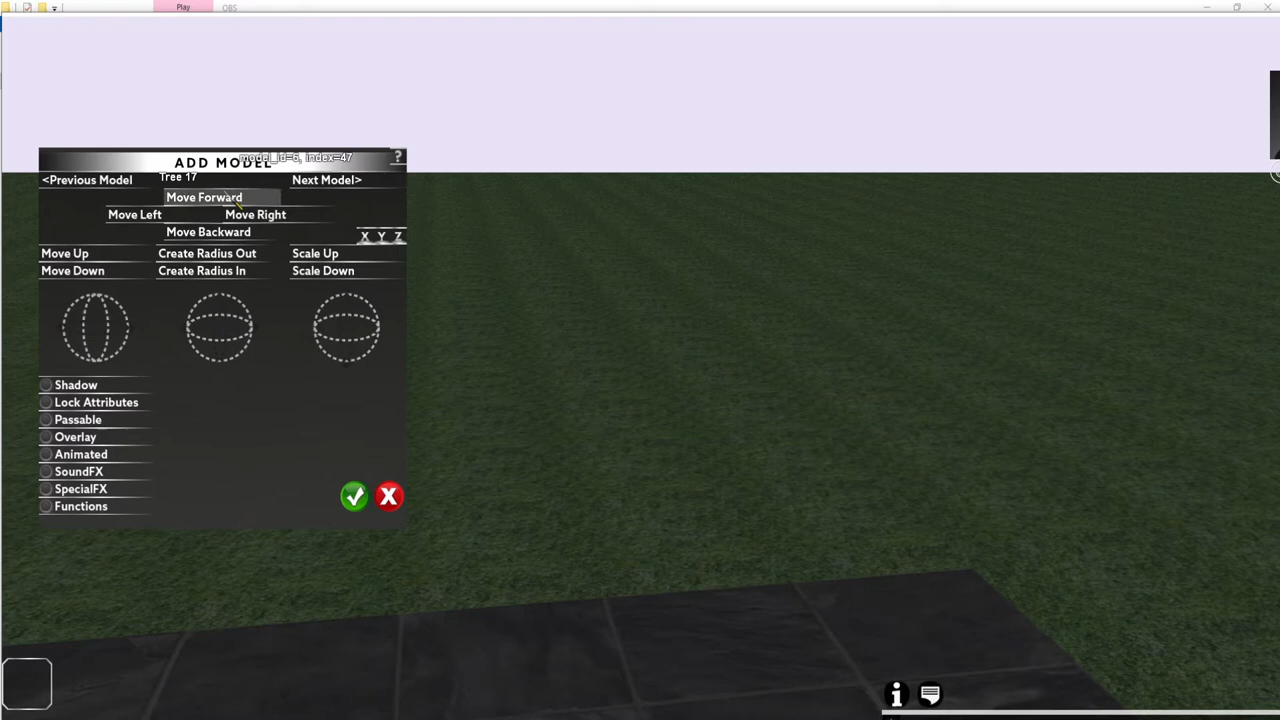 Play
OBS
ADD MODEL
model_id=6, index=47
?
<Previous Model
Tree 17
Next Model>
Move Forward
Move Left
Move Right
Move Backward
X Y Z
Move Up
Create Radius Out
Scale Up
Move Down
Create Radius In
Scale Down
Shadow
Lock Attributes
Passable
Overlay
Animated
SoundFX
SpecialFX
Functions